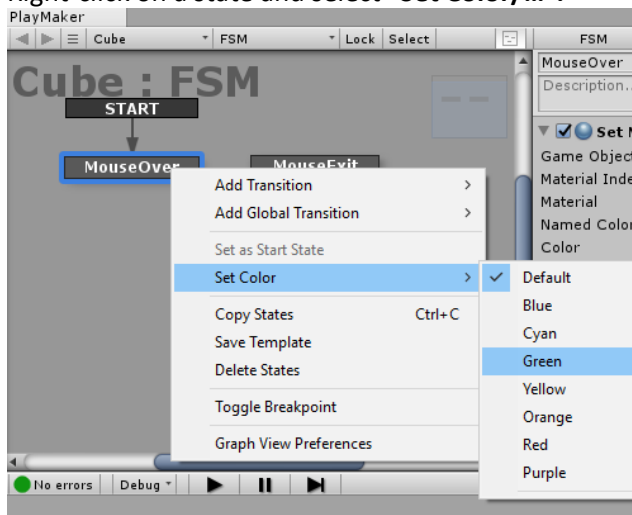 Right-click on a state and select "Set Color/...".
PlayMaker
Cube FSM Lock Select FSM
Cube : FSM
MouseOver
Description..
START
Set M
MouseOver MouseExit
Game Object
Material Inde
Material
Named Color
Color
Add Transition
Add Global Transition
Set as Start State
Set Color
Copy States Ctrl+C
Save Template
Delete States
Toggle Breakpoint
Graph View Preferences
Default
Blue
Cyan
Green
Yellow
Orange
Red
Purple
No errors Debug